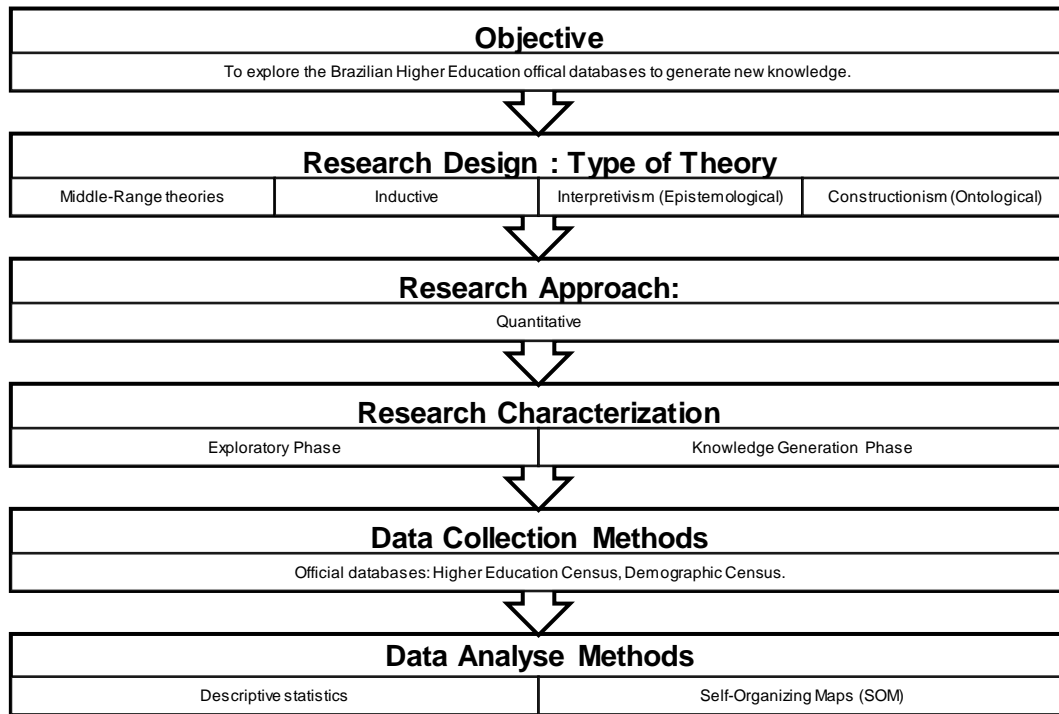 Objective
To explore the Brazilian Higher Education offical databases to generate new knowledge.
Research Design : Type of Theory
Middle-Range theories Inductive Interpretivism (Epistemological) Constructionism (Ontological)
Research Approach:
Quantitative
Research Characterization
Exploratory Phase Knowledge Generation Phase
Data Collection Methods
Official databases: Higher Education Census, Demographic Census.
Data Analyse Methods
Descriptive statistics Self-Organizing Maps (SOM)